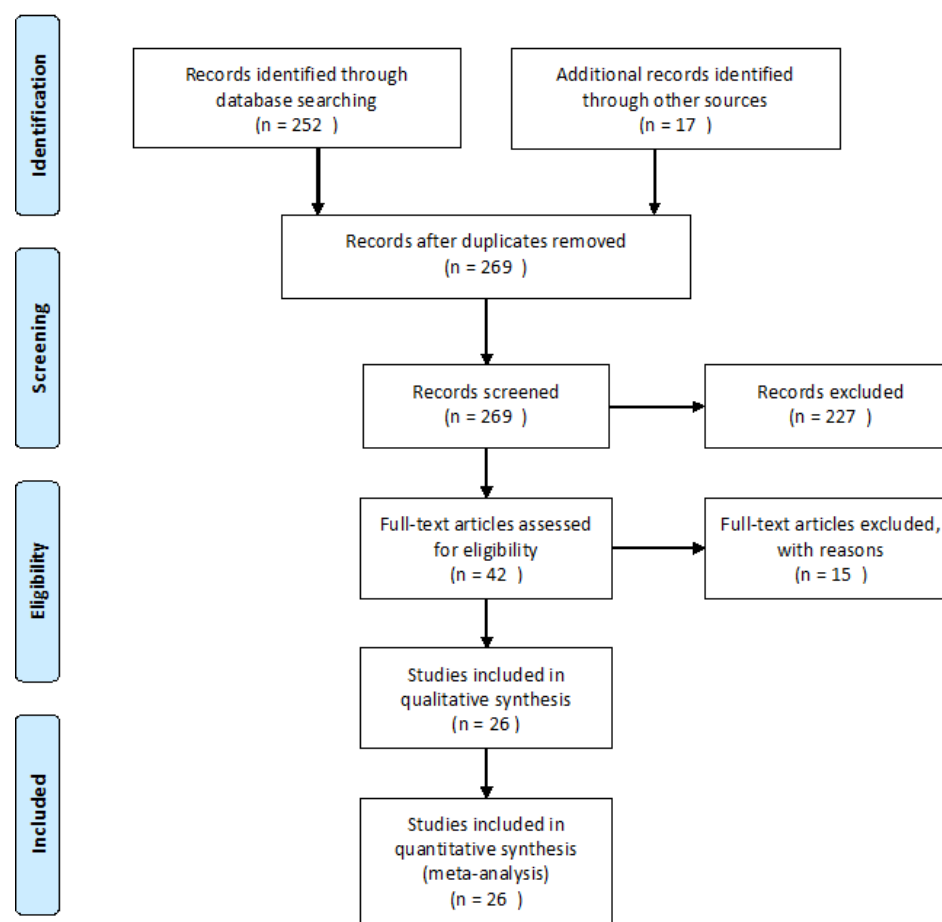 Identification
Records identified through
database searching
(n = 252  )
Additional records identified
through other sources
(n = 17  )
Records after duplicates removed
(n = 269  )
Screening
Records screened
(n = 269  )
Records excluded
(n = 227  )
Eligibility
Full-text articles assessed
for eligibility
(n = 42  )
Full-text articles excluded,
with reasons
(n = 15  )
Studies included in
qualitative synthesis
(n = 26  )
Included
Studies included in
quantitative synthesis
(meta-analysis)
(n = 26  )